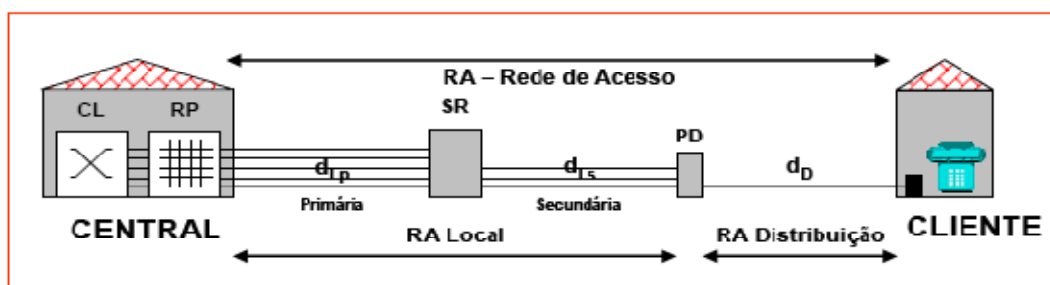 RA – Rede de Acesso
CL RP SR
PD
dLp dLs dD
Primária Secundária
CENTRAL RA Local RA Distribuição CLIENTE